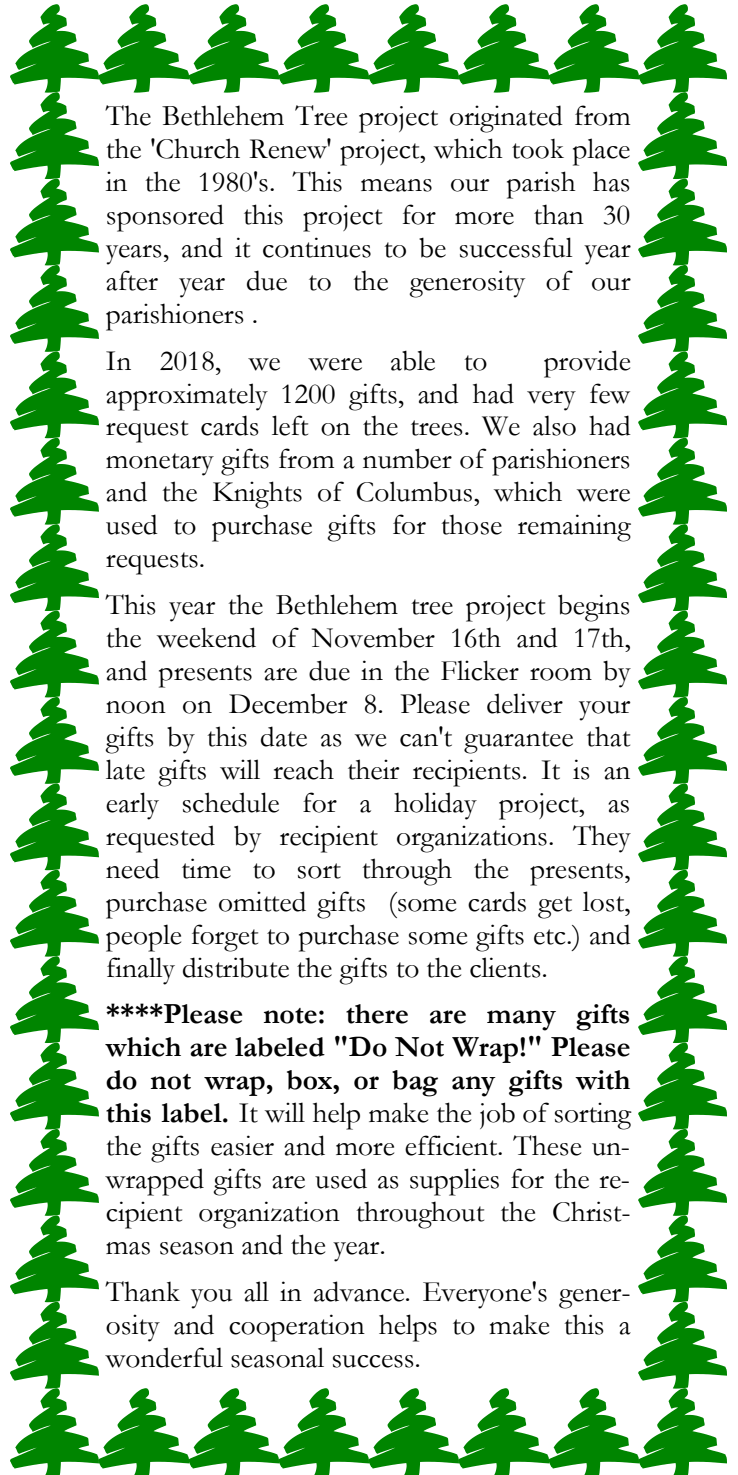 The Bethlehem Tree project originated from
the 'Church Renew' project, which took place
in the 1980's. This means our parish has
sponsored this project for more than 30
years, and it continues to be successful year
after year due to the generosity of our
parishioners .
In 2018, we were able to provide
approximately 1200 gifts, and had very few
request cards left on the trees. We also had
monetary gifts from a number of parishioners
and the Knights of Columbus, which were
used to purchase gifts for those remaining
requests.
This year the Bethlehem tree project begins
the weekend of November 16th and 17th,
and presents are due in the Flicker room by
noon on December 8. Please deliver your
gifts by this date as we can't guarantee that
late gifts will reach their recipients. It is an
early schedule for a holiday project, as
requested by recipient organizations. They
need time to sort through the presents,
purchase omitted gifts (some cards get lost,
people forget to purchase some gifts etc.) and
finally distribute the gifts to the clients.
****Please note: there are many gifts
which are labeled "Do Not Wrap!" Please
do not wrap, box, or bag any gifts with
this label. It will help make the job of sorting
the gifts easier and more efficient. These un-
wrapped gifts are used as supplies for the re-
cipient organization throughout the Christ-
mas season and the year.
Thank you all in advance. Everyone's gener-
osity and cooperation helps to make this a
wonderful seasonal success.